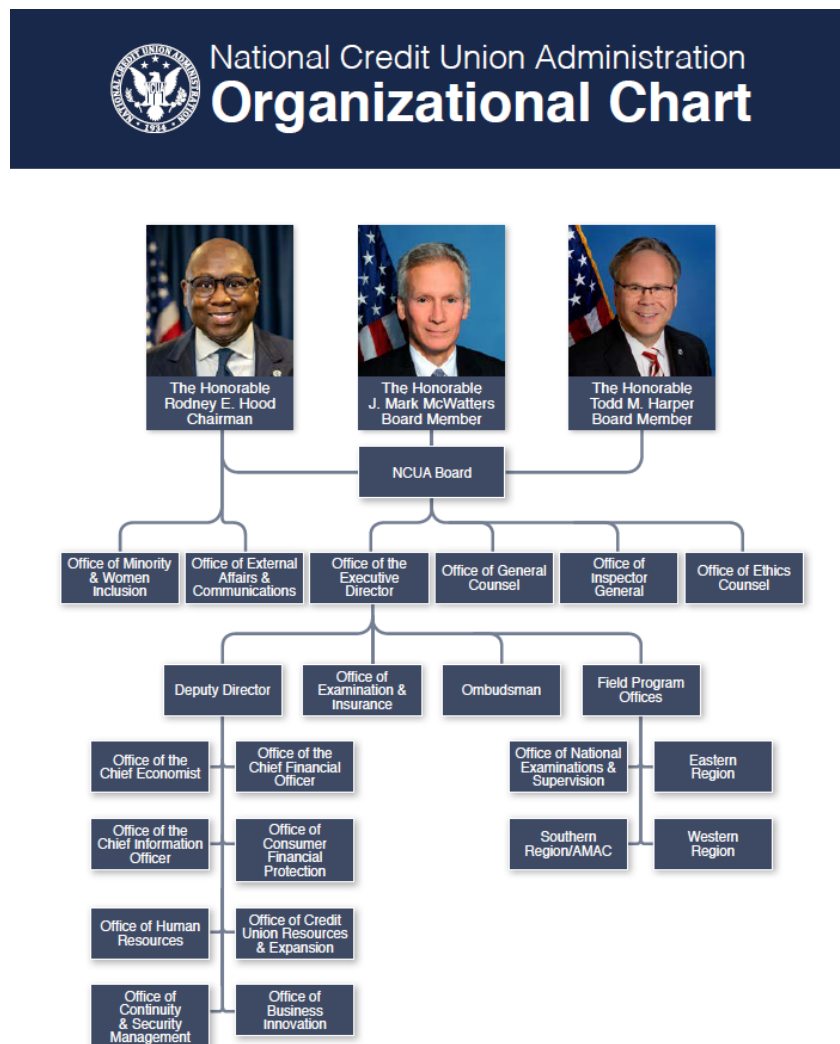 National Credit Union Administration
Organizational Chart
NATIONAL CREDIT UNION ADMINISTRATION
NCUA
1934
The Honorable
Rodney E. Hood
Chairman
The Honorable
J. Mark McWatters
Board Member
The Honorable
Todd M. Harper
Board Member
NCUA Board
Office of Minority
& Women
Inclusion
Office of External
Affairs &
Communications
Office of the
Executive
Director
Office of General
Counsel
Office of
Inspector
General
Office of Ethics
Counsel
Deputy Director
Office of
Examination &
Insurance
Ombudsman
Field Program
Offices
Office of the
Chief Economist
Office of the
Chief Financial
Officer
Office of National
Examinations &
Supervision
Eastern
Region
Office of the
Chief Information
Officer
Office of
Consumer
Financial
Protection
Southern
Region/AMAC
Western
Region
Office of Human
Resources
Office of Credit
Union Resources
& Expansion
Office of
Continuity
& Security
Management
Office of
Business
Innovation